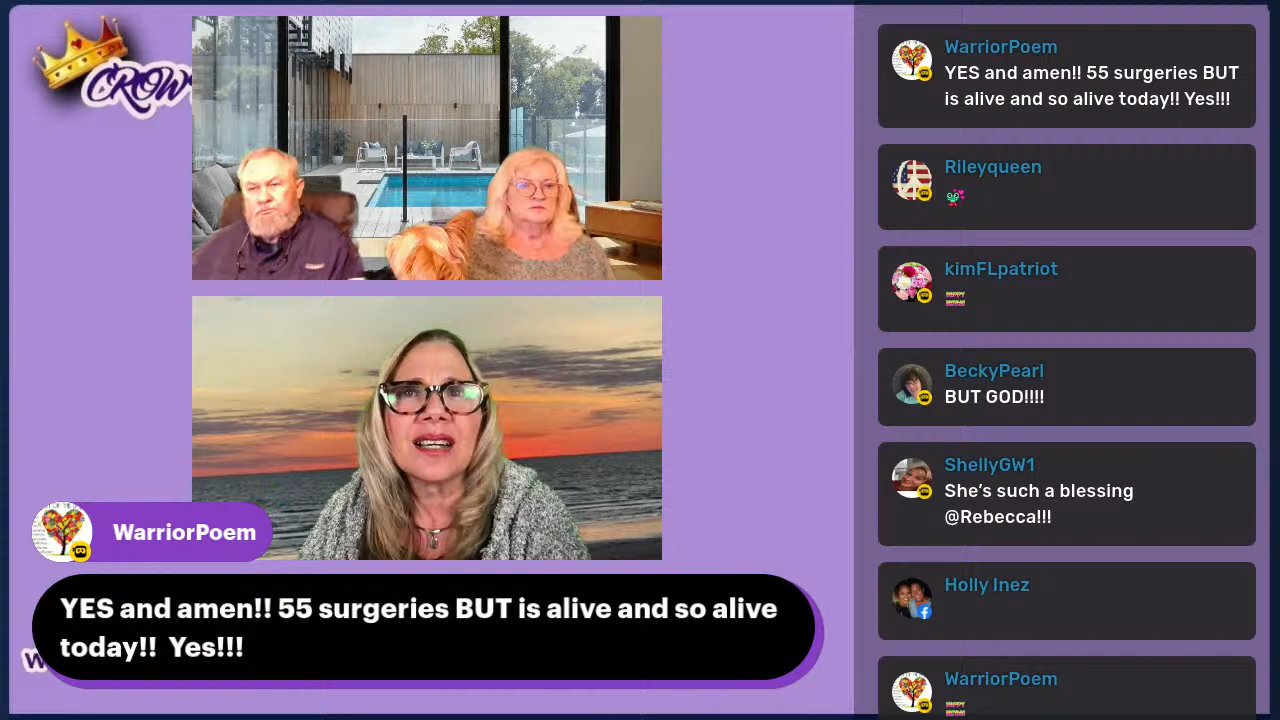 CROW
WarriorPoem
YES and amen!! 55 surgeries BUT is alive and so alive
today!! Yes!!!
W
WarriorPoem
YES and amen!! 55 surgeries BUT
is alive and so alive today!! Yes!!!
Rileyqueen
kimFLpatriot
BeckyPearl
BUT GOD!!!!
ShellyGW1
She's such a blessing
@Rebecca!!!
Holly Inez
WarriorPoem